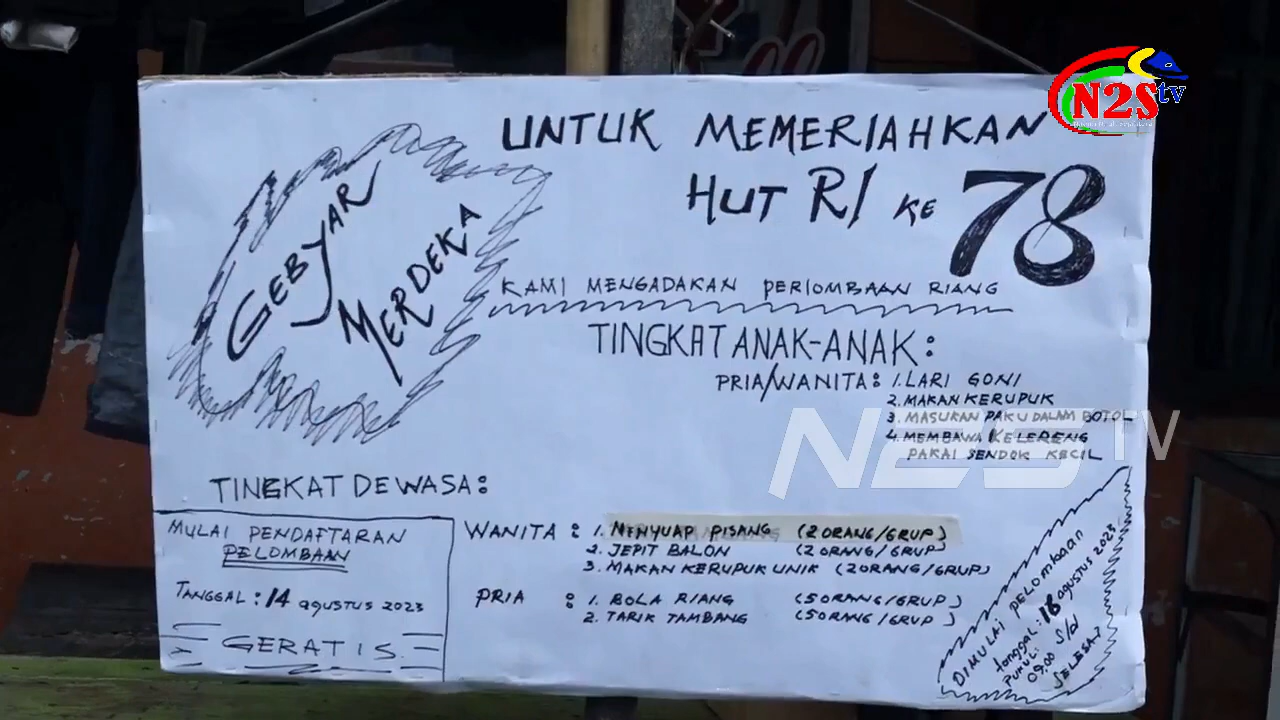 N2S tv
UNTUK MEMERIAHKAN
HUT RI KE 78
GEBYAR
MERDEKA
KAMI MENGADAKAN PERLOMBAAN RIANG
TINGKAT ANAK-ANAK :
PRIA/WANITA : 1. LARI GONI
2. MAKAN KERUPUK
3. MASUKAN PAKU DALAM BOTOL
4. MEMBAWA KELERENG
PAKAI SENDOK KECIL
N2S TV
TINGKAT DEWASA :
MULAI PENDAFTARAN
PELOMBAAN
TANGGAL : 14 AGUSTUS 2023
GERATIS
WANITA : 1. MENYUAP PISANG (2 ORANG/GRUP)
2. JEPIT BALON (2 ORANG/GRUP)
3. MAKAN KERUPUK UNIK (2 ORANG/GRUP)
PRIA : 1. BOLA RIANG (5 ORANG/GRUP)
2. TARIK TAMBANG (5 ORANG/GRUP)
DIMULAI PELOMBAAN
tanggal : 18 AGUSTUS 2023
PUKUL :
09.00 S/d
SELESAI